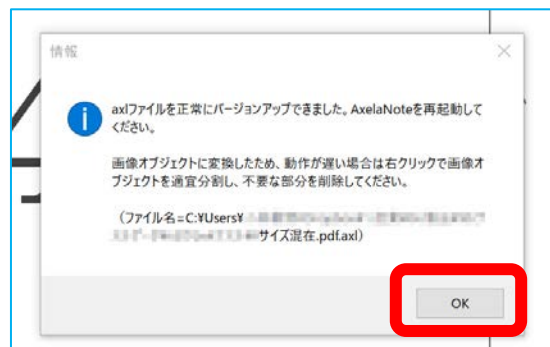 情報
axlファイルを正常にバージョンアップできました。AxelaNoteを再起動して
ください。
画像オブジェクトに変換したため、動作が遅い場合は右クリックで画像オ
ブジェクトを適宜分割し、不要な部分を削除してください。
(ファイル名=C:¥Users¥
サイズ混在.pdf.axl)
OK